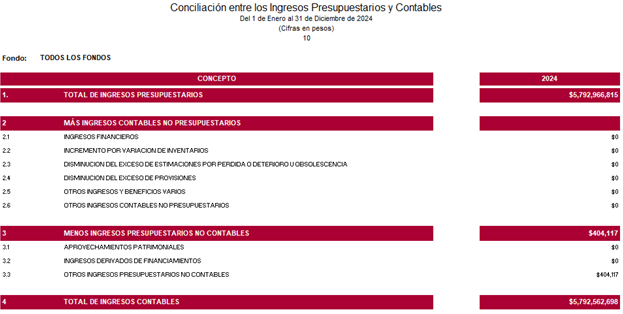 Conciliación entre los Ingresos Presupuestarios y Contables
Del 1 de Enero al 31 de Diciembre de 2024
(Cifras en pesos)
10
Fondo: TODOS LOS FONDOS
CONCEPTO 2024
1. TOTAL DE INGRESOS PRESUPUESTARIOS $5,792,966,815
2 MÁS INGRESOS CONTABLES NO PRESUPUESTARIOS
2.1 INGRESOS FINANCIEROS $0
2.2 INCREMENTO POR VARIACION DE INVENTARIOS $0
2.3 DISMINUCION DEL EXCESO DE ESTIMACIONES POR PERDIDA O DETERIORO U OBSOLESCENCIA $0
2.4 DISMINUCION DEL EXCESO DE PROVISIONES $0
2.5 OTROS INGRESOS Y BENEFICIOS VARIOS $0
2.6 OTROS INGRESOS CONTABLES NO PRESUPUESTARIOS $0
3 MENOS INGRESOS PRESUPUESTARIOS NO CONTABLES $404,117
3.1 APROVECHAMIENTOS PATRIMONIALES $0
3.2 INGRESOS DERIVADOS DE FINANCIAMIENTOS $0
3.3 OTROS INGRESOS PRESUPUESTARIOS NO CONTABLES $404,117
4 TOTAL DE INGRESOS CONTABLES $5,792,562,698